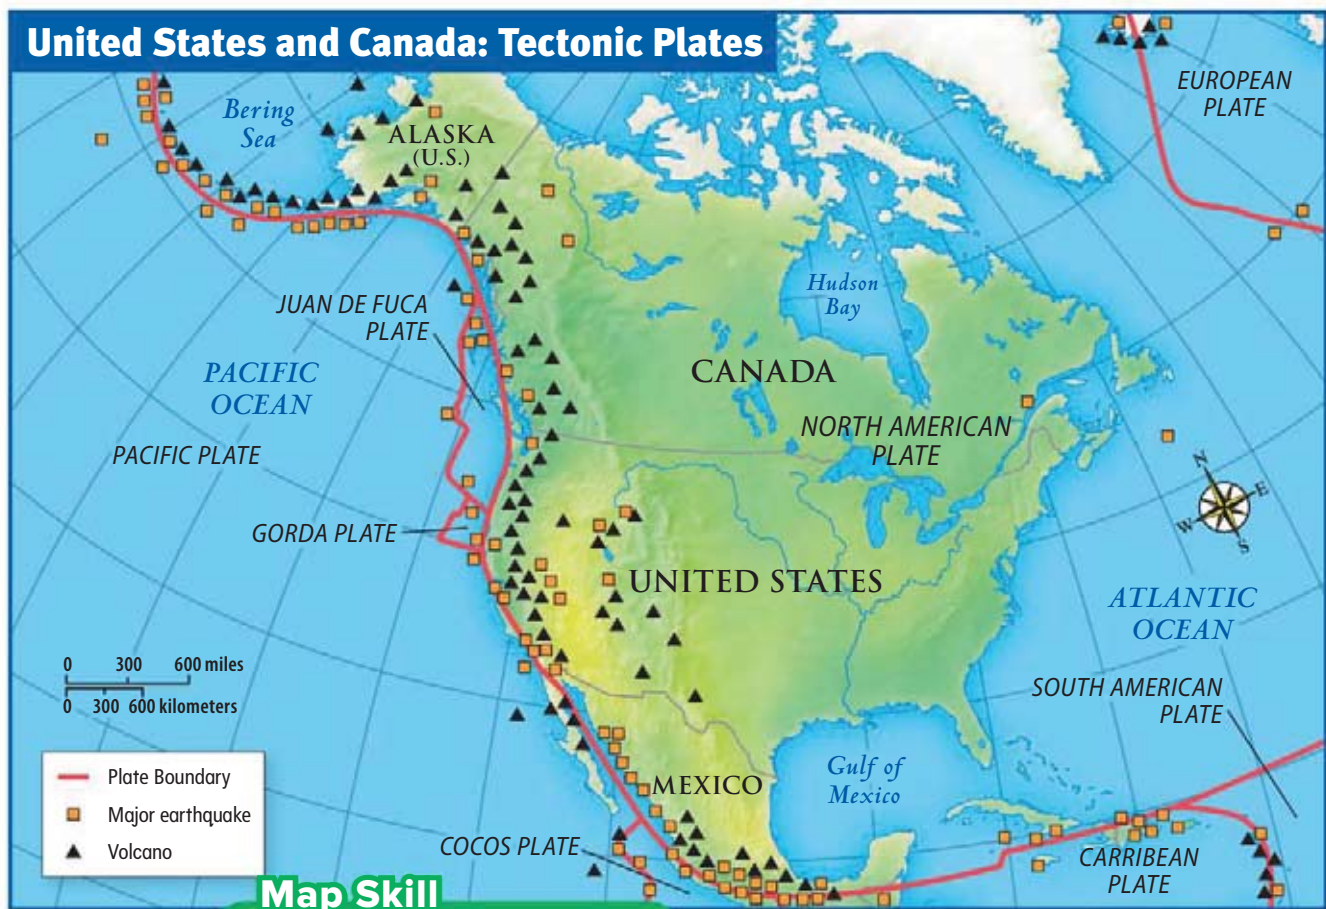 United States and Canada: Tectonic Plates
EUROPEAN
PLATE
Bering
Sea
ALASKA
(U.S.)
JUAN DE FUCA
PLATE
Hudson
Bay
PACIFIC
OCEAN
CANADA
PACIFIC PLATE
NORTH AMERICAN
PLATE
N
E
W
S
GORDA PLATE
UNITED STATES
ATLANTIC
OCEAN
0 300 600 miles
0 300 600 kilometers
SOUTH AMERICAN
PLATE
Plate Boundary
Major earthquake
Volcano
MEXICO
Gulf of
Mexico
COCOS PLATE
CARRIBEAN
PLATE
Map Skill